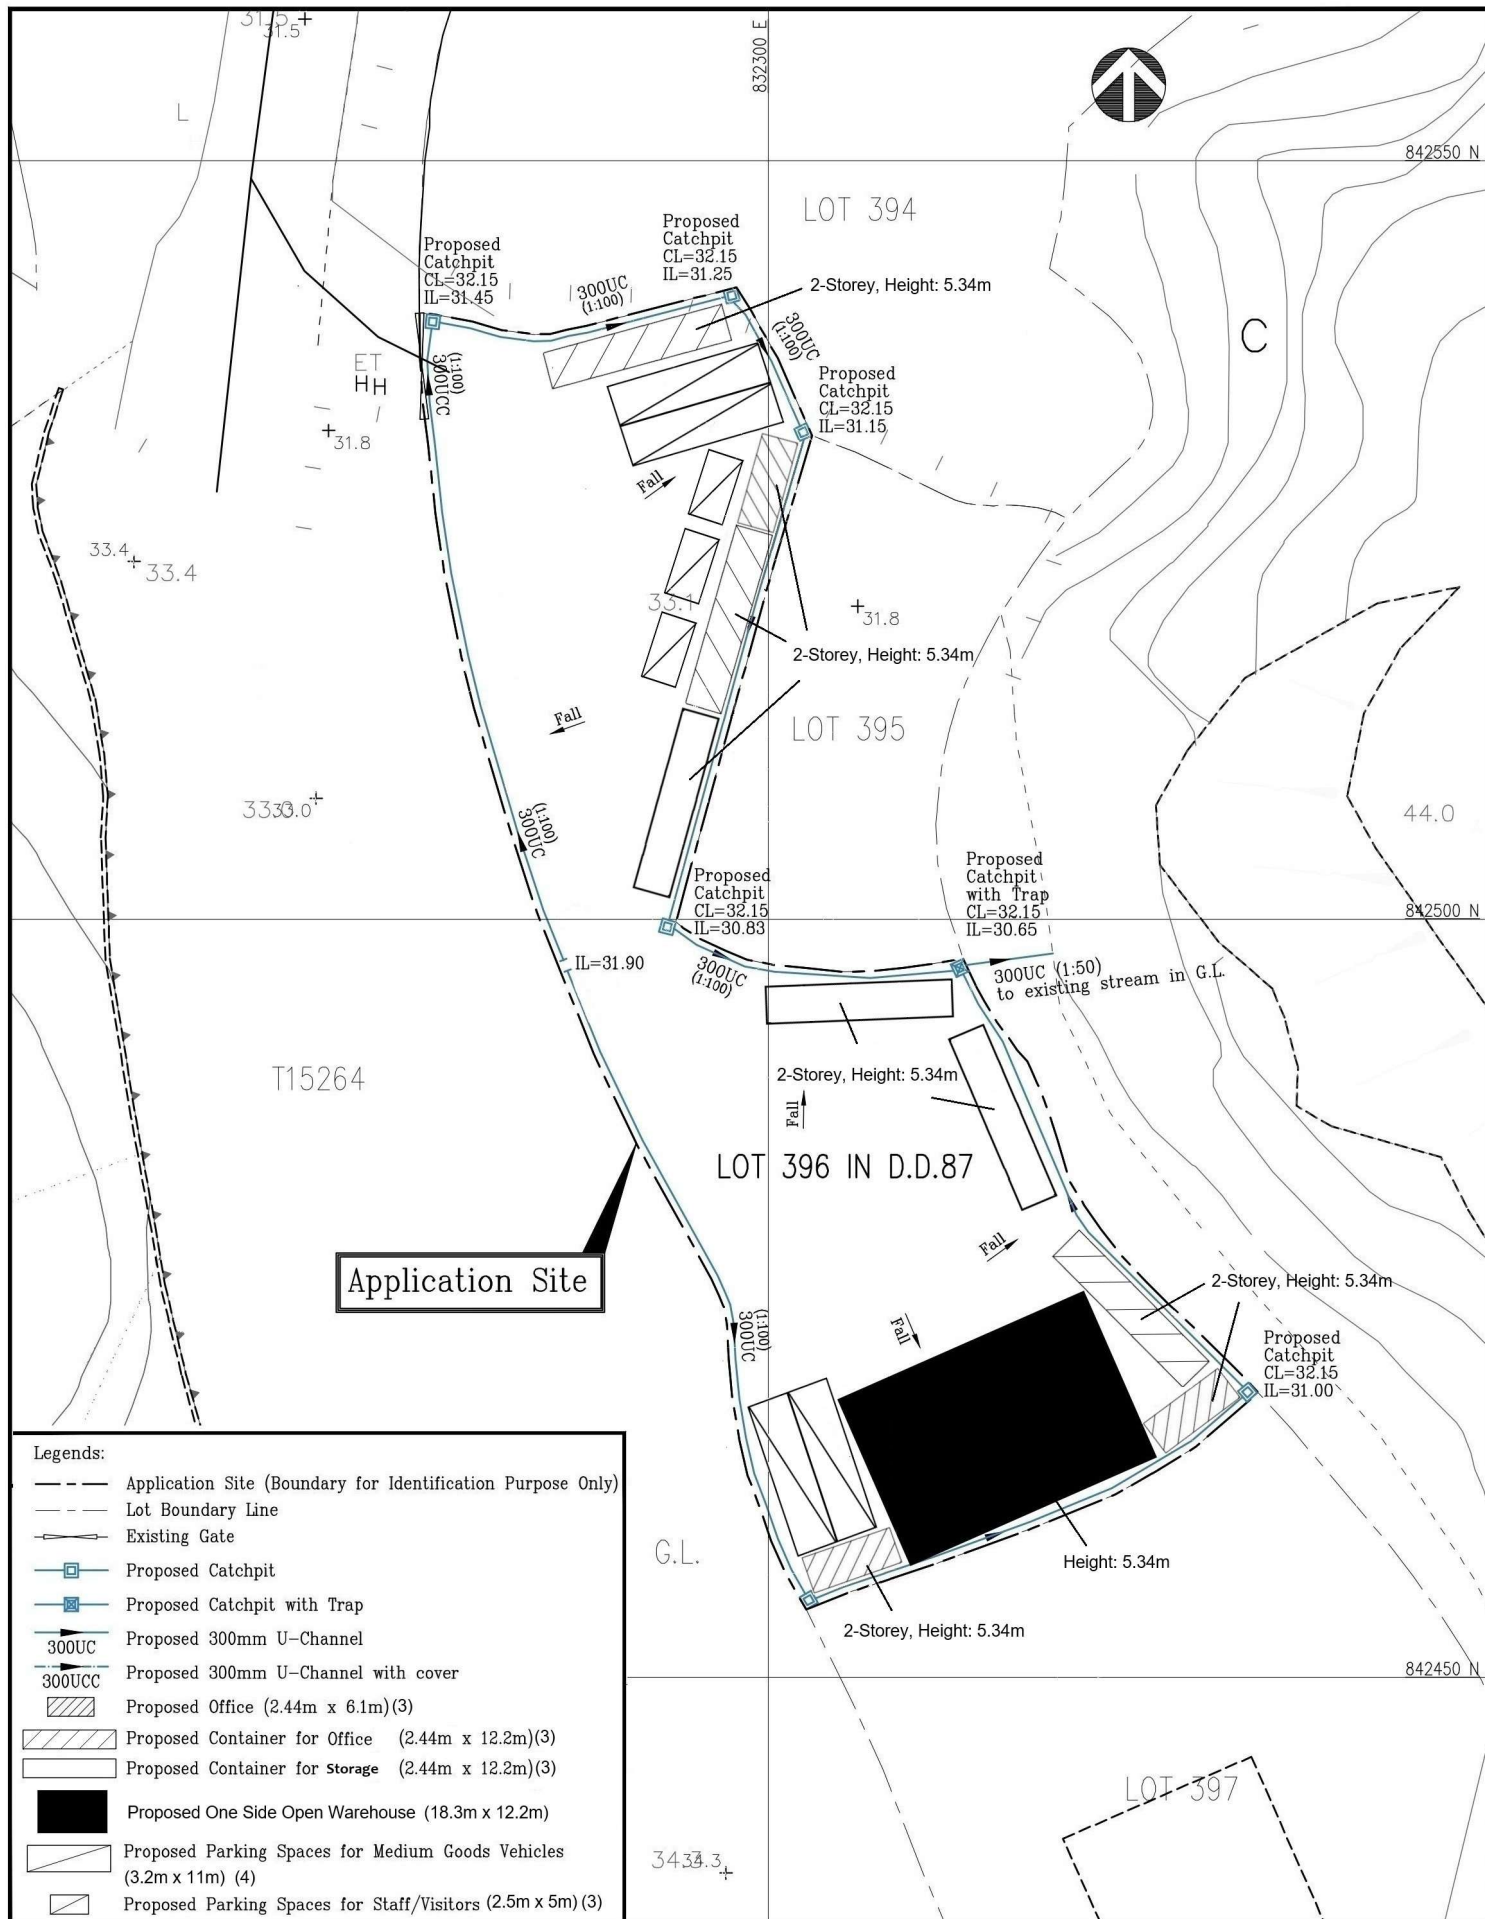 31.5
31.5
832300 E
L
842550 N
LOT 394
Proposed
Catchpit
CL=32.15
IL=31.25
Proposed
Catchpit
CL=32.15
IL=31.45
300UC
(1:100)
2-Storey, Height: 5.34m
300UC
(1:100)
C
ET
HH
300UCC
(1:100)
Proposed
Catchpit
CL=32.15
IL=31.15
31.8
Fall
33.4
33.4
33.1
31.8
2-Storey, Height: 5.34m
Fall
LOT 395
33.0
33.0
300UC
(1:100)
44.0
Proposed
Catchpit
CL=32.15
IL=30.83
Proposed
Catchpit
with Trap
CL=32.15
IL=30.65
842500 N
IL=31.90
300UC
(1:100)
300UC (1:50)
to existing stream in G.L.
T15264
2-Storey, Height: 5.34m
Fall
LOT 396 IN D.D.87
Fall
Application Site
2-Storey, Height: 5.34m
300UC
(1:100)
Fall
Proposed
Catchpit
CL=32.15
IL=31.00
G.L.
Height: 5.34m
2-Storey, Height: 5.34m
842450 N
LOT 397
34.3
34.3
Legends:
Application Site (Boundary for Identification Purpose Only)
Lot Boundary Line
Existing Gate
Proposed Catchpit
Proposed Catchpit with Trap
300UC Proposed 300mm U-Channel
300UCC Proposed 300mm U-Channel with cover
Proposed Office (2.44m x 6.1m)(3)
Proposed Container for Office (2.44m x 12.2m)(3)
Proposed Container for Storage (2.44m x 12.2m)(3)
Proposed One Side Open Warehouse (18.3m x 12.2m)
Proposed Parking Spaces for Medium Goods Vehicles
(3.2m x 11m) (4)
Proposed Parking Spaces for Staff/Visitors (2.5m x 5m)(3)